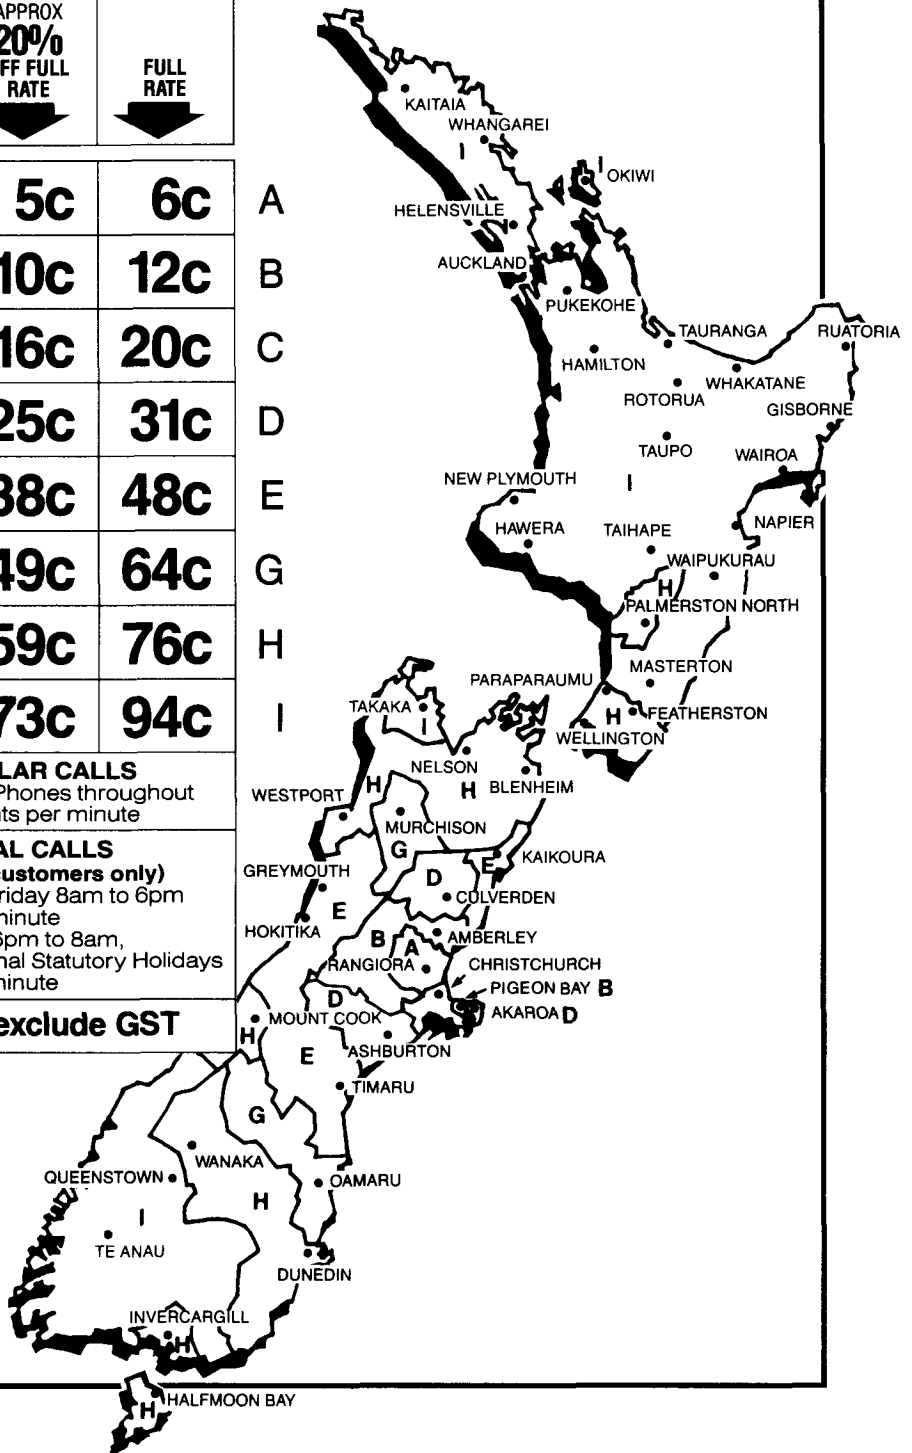 APPROX
20%
FF FULL
RATE
FULL
RATE
5c 6c A
10c 12c B
16c 20c C
25c 31c D
38c 48c E
49c 64c G
59c 76c H
73c 94c I
LAR CALLS
Phones throughout
ts per minute
AL CALLS
customers only)
riday 8am to 6pm
inute
6pm to 8am,
nal Statutory Holidays
inute
exclude GST
KAITAIA
WHANGAREI
I
I
OKIWI
HELENSVILLE
I
AUCKLAND
PUKEKOHE
TAURANGA
RUATORIA
HAMILTON
WHAKATANE
ROTORUA
GISBORNE
TAUPO
WAIROA
NEW PLYMOUTH
I
HAWERA
TAIHAPE
NAPIER
WAIPUKURAU
H
PALMERSTON NORTH
MASTERTON
PARAPARAUMU
TAKAKA
I
H
FEATHERSTON
WELLINGTON
NELSON
H
H
BLENHEIM
WESTPORT
MURCHISON
G
E
KAIKOURA
GREYMOUTH
D
CULVERDEN
E
HOKITIKA
B
A
AMBERLEY
RANGIORA
CHRISTCHURCH
PIGEON BAY B
D
AKAROA D
MOUNT COOK
H
E
ASHBURTON
TIMARU
G
WANAKA
QUEENSTOWN
OAMARU
H
I
TE ANAU
DUNEDIN
INVERCARGILL
H
HALFMOON BAY
H